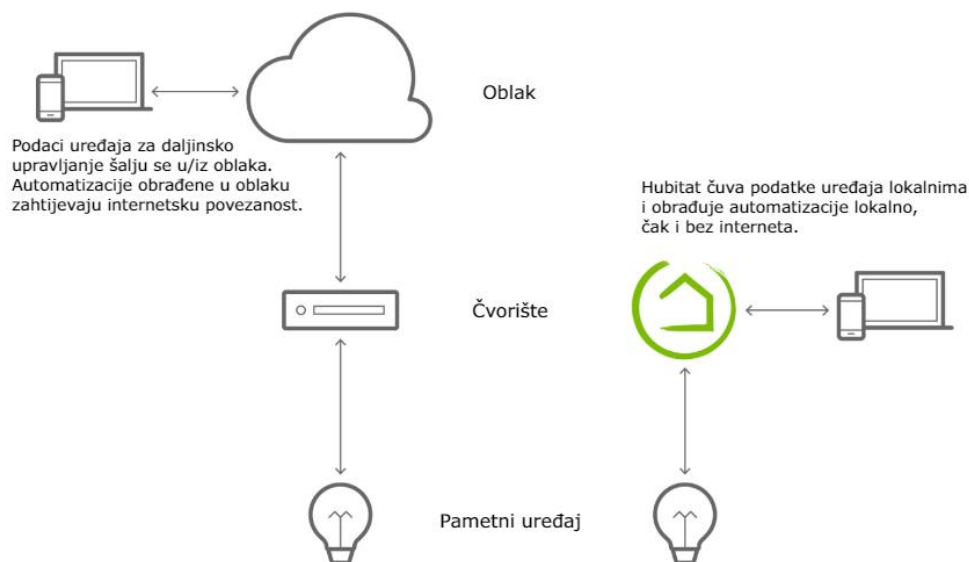 Oblak
Podaci uređaja za daljinsko
upravljanje šalju se u/iz oblaka.
Automatizacije obrađene u oblaku
zahtijevaju internetsku povezanost.
Hubitat čuva podatke uređaja lokalnima
i obrađuje automatizacije lokalno,
čak i bez interneta.
Čvorište
Pametni uređaj